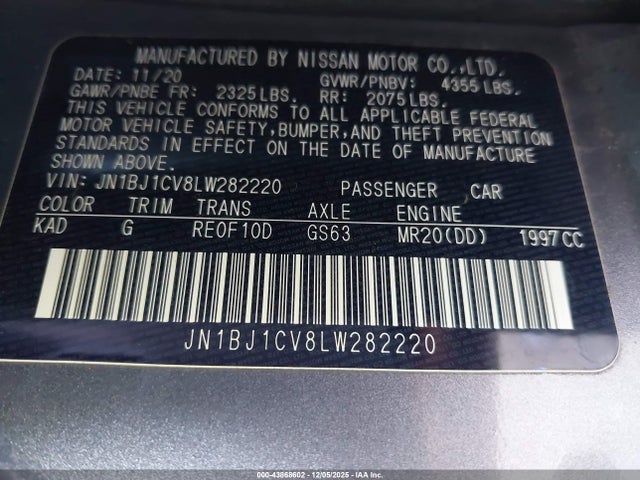 MANUFACTURED BY NISSAN MOTOR CO.,LTD.
DATE: 11/20 GVWR/PNBV: 4355 LBS.
GAWR/PNBE FR: 2325 LBS. RR: 2075 LBS.
THIS VEHICLE CONFORMS TO ALL APPLICABLE FEDERAL
MOTOR VEHICLE SAFETY, BUMPER, AND THEFT PREVENTION
STANDARDS IN EFFECT ON THE DATE OF MANUFACTURE
SHOWN ABOVE.
VIN: JN1BJ1CV8LW282220 PASSENGER CAR
COLOR TRIM TRANS AXLE ENGINE
KAD G RE0F10D GS63 MR20(DD) 1997CC
JN1BJ1CV8LW282220
000-43868602 - 12/05/2025 - IAA Inc.